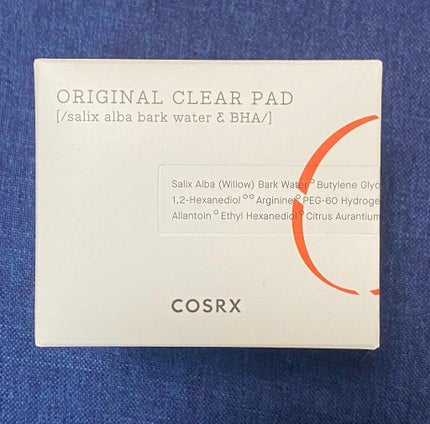 ORIGINAL CLEAR PAD
[/salix alba bark water & BHA/]
Salix Alba (Willow) Bark Water° Butylene Glyc
1,2-Hexanediol °° Arginine° PEG-60 Hydroge
Allantoin ° Ethyl Hexanediol ° Citrus Aurantium
COSRX